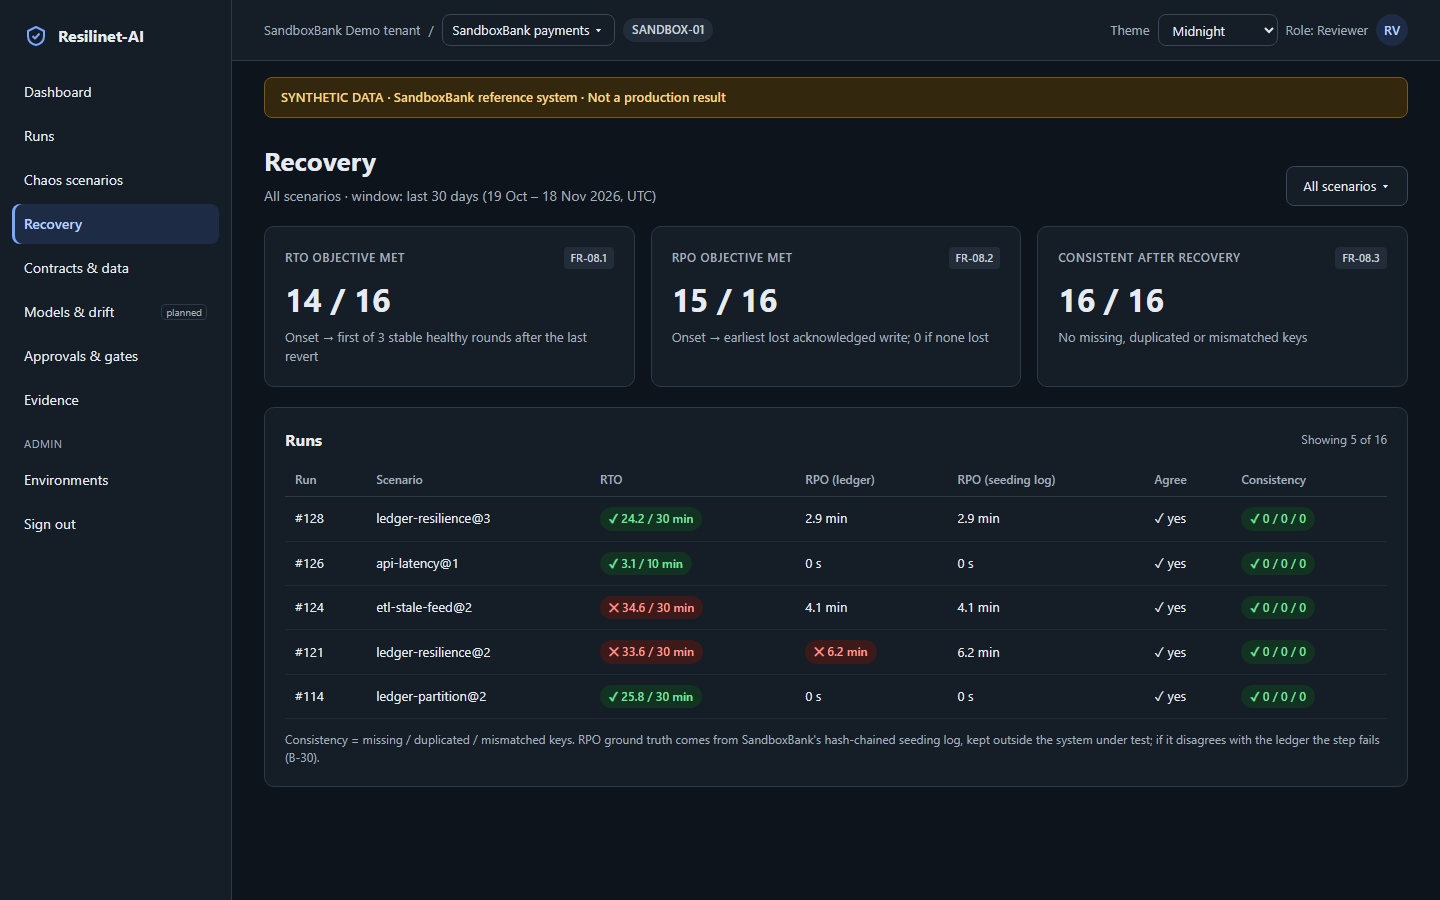 Resilinet-AI
SandboxBank Demo tenant / SandboxBank payments ▾ SANDBOX-01
Theme Midnight Role: Reviewer RV
Dashboard
Runs
Chaos scenarios
Recovery
Contracts & data
Models & drift planned
Approvals & gates
Evidence
ADMIN
Environments
Sign out
SYNTHETIC DATA · SandboxBank reference system · Not a production result
Recovery
All scenarios · window: last 30 days (19 Oct – 18 Nov 2026, UTC)
All scenarios ▾
RTO OBJECTIVE MET FR-08.1
14 / 16
Onset → first of 3 stable healthy rounds after the last
revert
RPO OBJECTIVE MET FR-08.2
15 / 16
Onset → earliest lost acknowledged write; 0 if none lost
CONSISTENT AFTER RECOVERY FR-08.3
16 / 16
No missing, duplicated or mismatched keys
Runs Showing 5 of 16
Run Scenario RTO RPO (ledger) RPO (seeding log) Agree Consistency
#128 ledger-resilience@3 ✓ 24.2 / 30 min 2.9 min 2.9 min ✓ yes ✓ 0 / 0 / 0
#126 api-latency@1 ✓ 3.1 / 10 min 0 s 0 s ✓ yes ✓ 0 / 0 / 0
#124 etl-stale-feed@2 ✕ 34.6 / 30 min 4.1 min 4.1 min ✓ yes ✓ 0 / 0 / 0
#121 ledger-resilience@2 ✕ 33.6 / 30 min ✕ 6.2 min 6.2 min ✓ yes ✓ 0 / 0 / 0
#114 ledger-partition@2 ✓ 25.8 / 30 min 0 s 0 s ✓ yes ✓ 0 / 0 / 0
Consistency = missing / duplicated / mismatched keys. RPO ground truth comes from SandboxBank's hash-chained seeding log, kept outside the system under test; if it disagrees with the ledger the step fails
(B-30).